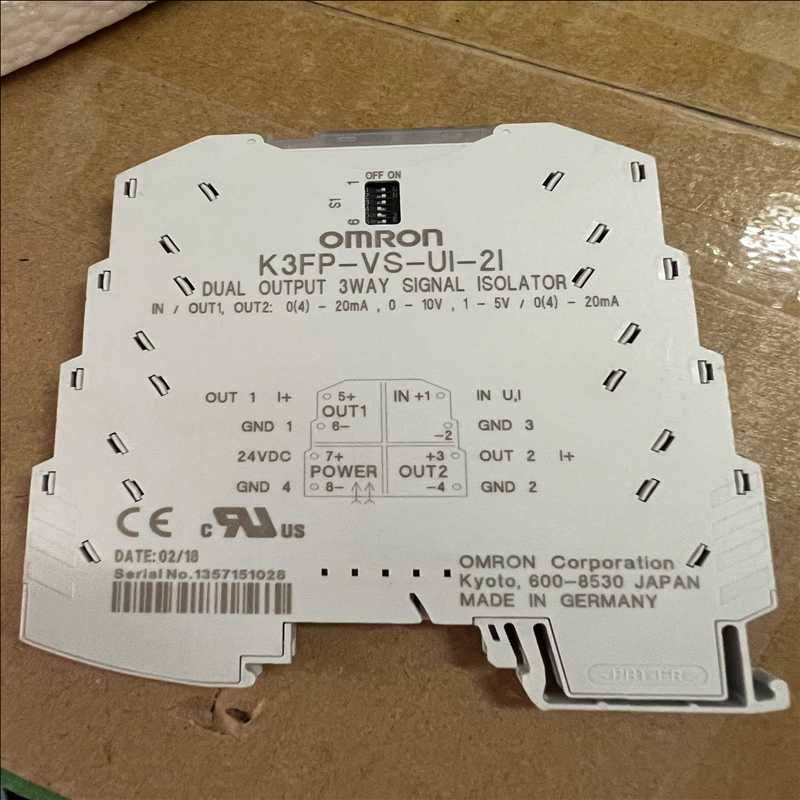 OFF ON
1
S1
6
OMRON
K3FP-VS-UI-2I
DUAL OUTPUT 3WAY SIGNAL ISOLATOR
IN / OUT1, OUT2: 0(4) - 20mA , 0 - 10V , 1 - 5V / 0(4) - 20mA
OUT 1 I+ 5+ IN +1 IN U,I
OUT1
GND 1 6- -2 GND 3
24VDC 7+ +3 OUT 2 I+
POWER OUT2
GND 4 8- -4 GND 2
CE c RU US
DATE: 02/18
Serial No. 1357151028
OMRON Corporation
Kyoto, 600-8530 JAPAN
MADE IN GERMANY